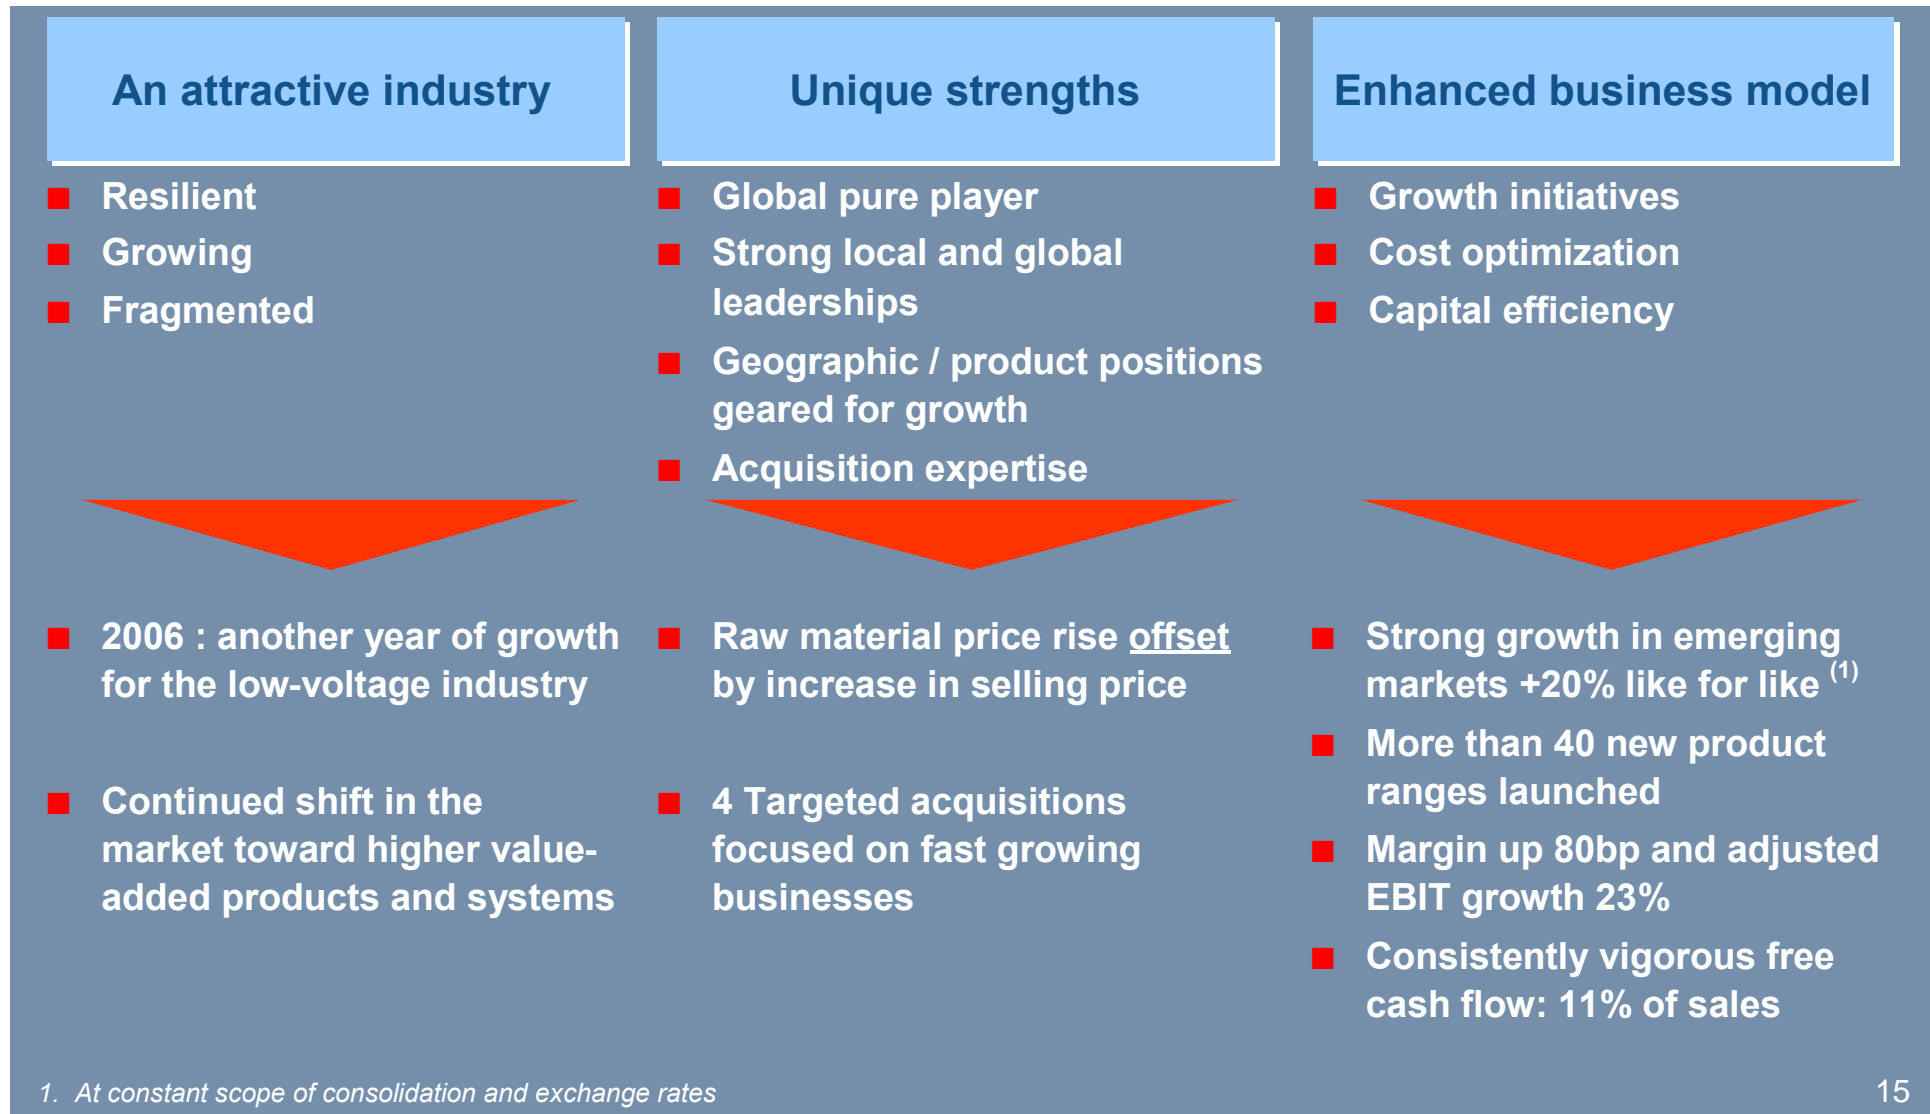 An attractive industry
Resilient
Growing
Fragmented
2006 : another year of growth
for the low-voltage industry
Continued shift in the
market toward higher value-
added products and systems
Unique strengths
Global pure player
Strong local and global
leaderships
Geographic / product positions
geared for growth
Acquisition expertise
Raw material price rise offset
by increase in selling price
4 Targeted acquisitions
focused on fast growing
businesses
Enhanced business model
Growth initiatives
Cost optimization
Capital efficiency
Strong growth in emerging
markets +20% like for like (1)
More than 40 new product
ranges launched
Margin up 80bp and adjusted
EBIT growth 23%
Consistently vigorous free
cash flow: 11% of sales
1. At constant scope of consolidation and exchange rates
15